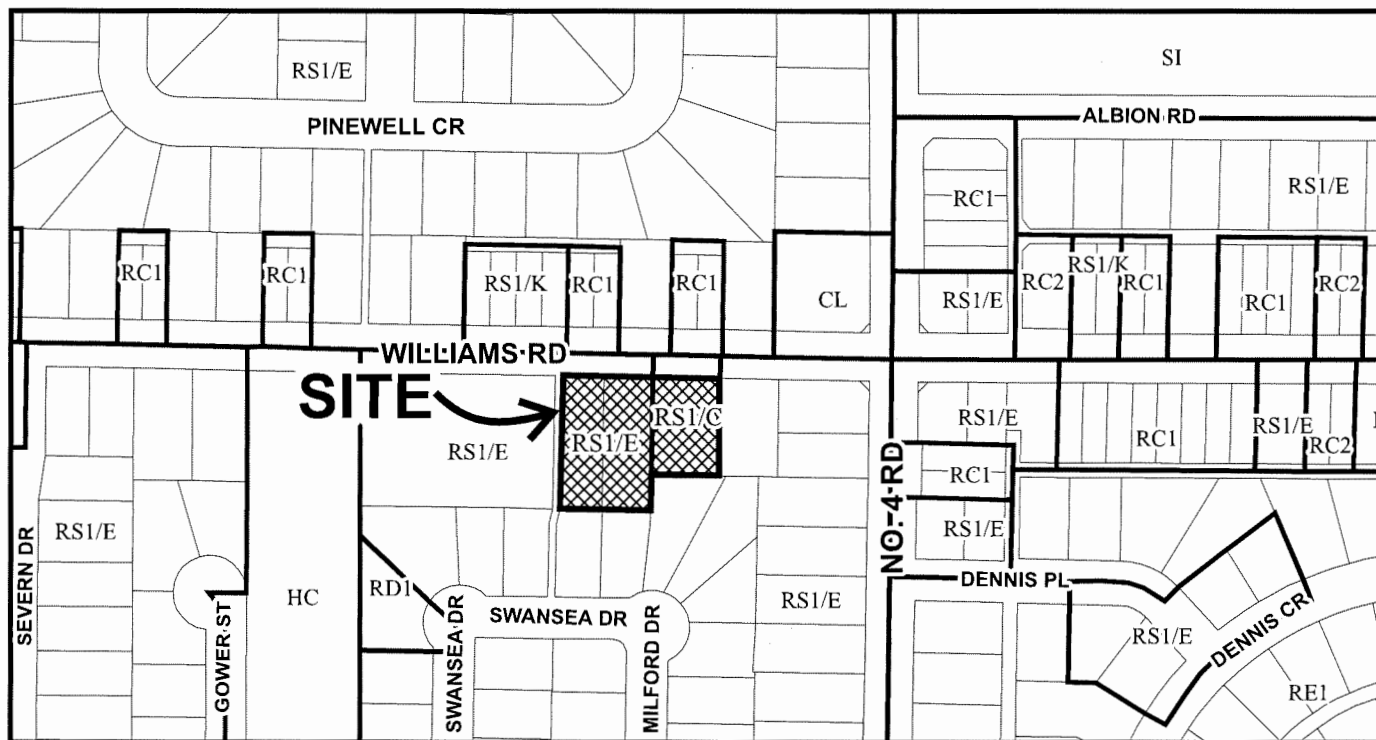 RS1/E
SI
PINEWELL CR
ALBION RD
RC1
RS1/E
RC1
RC1
RS1/K
RC1
RC1
CL
RS1/E
RC2
RS1/K
RC1
RC1
RC2
WILLIAMS RD
SITE
RS1/E
RS1/E
RS1/C
RS1/E
RC1
RS1/E
RC2
RC1
NO. 4 RD
SEVERN DR
RS1/E
RS1/E
GOWER ST
HC
RD1
SWANSEA DR
SWANSEA DR
MILFORD DR
RS1/E
DENNIS PL
RS1/E
DENNIS CR
RE1